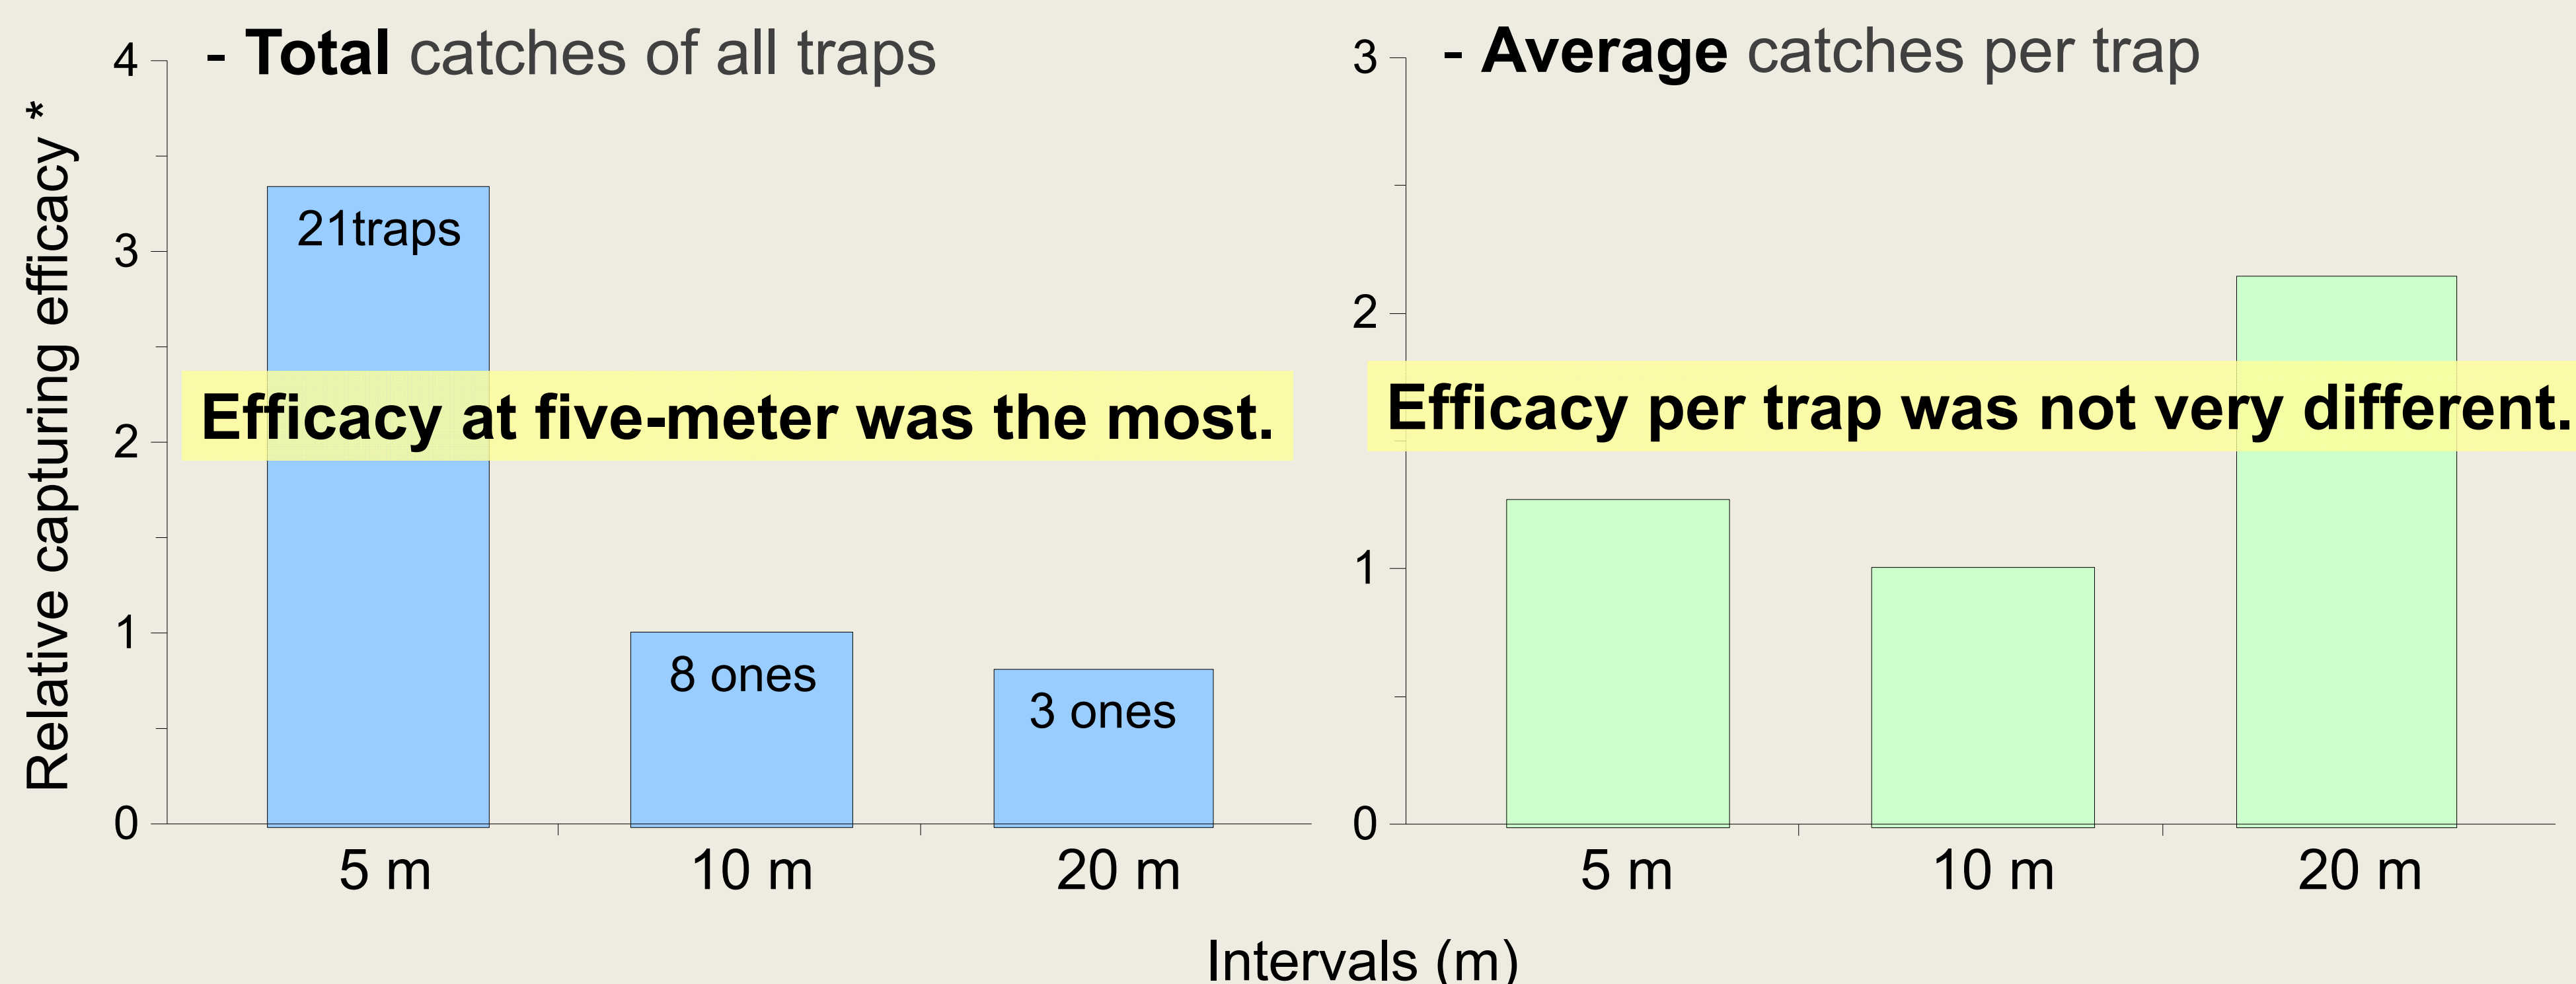 - Total catches of all traps
Relative capturing efficacy *
4
3
2
1
0
21traps
8 ones
3 ones
Efficacy at five-meter was the most.
5 m
10 m
20 m
- Average catches per trap
3
2
1
0
Efficacy per trap was not very different.
5 m
10 m
20 m
Intervals (m)